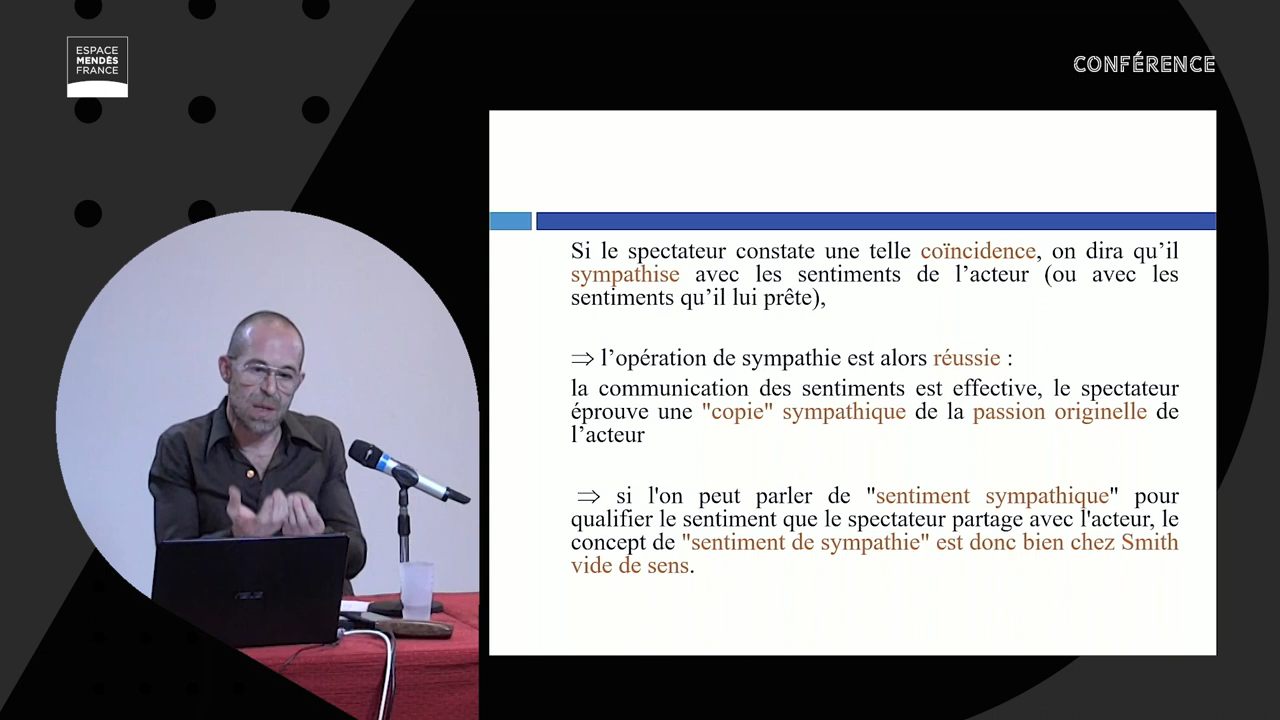 ESPACE
MENDÈS
FRANCE
CONFÉRENCE
Si le spectateur constate une telle coïncidence, on dira qu’il
sympathise avec les sentiments de l’acteur (ou avec les
sentiments qu’il lui prête),
⇒ l’opération de sympathie est alors réussie :
la communication des sentiments est effective, le spectateur
éprouve une "copie" sympathique de la passion originelle de
l’acteur
⇒ si l'on peut parler de "sentiment sympathique" pour
qualifier le sentiment que le spectateur partage avec l'acteur, le
concept de "sentiment de sympathie" est donc bien chez Smith
vide de sens.
ASUS